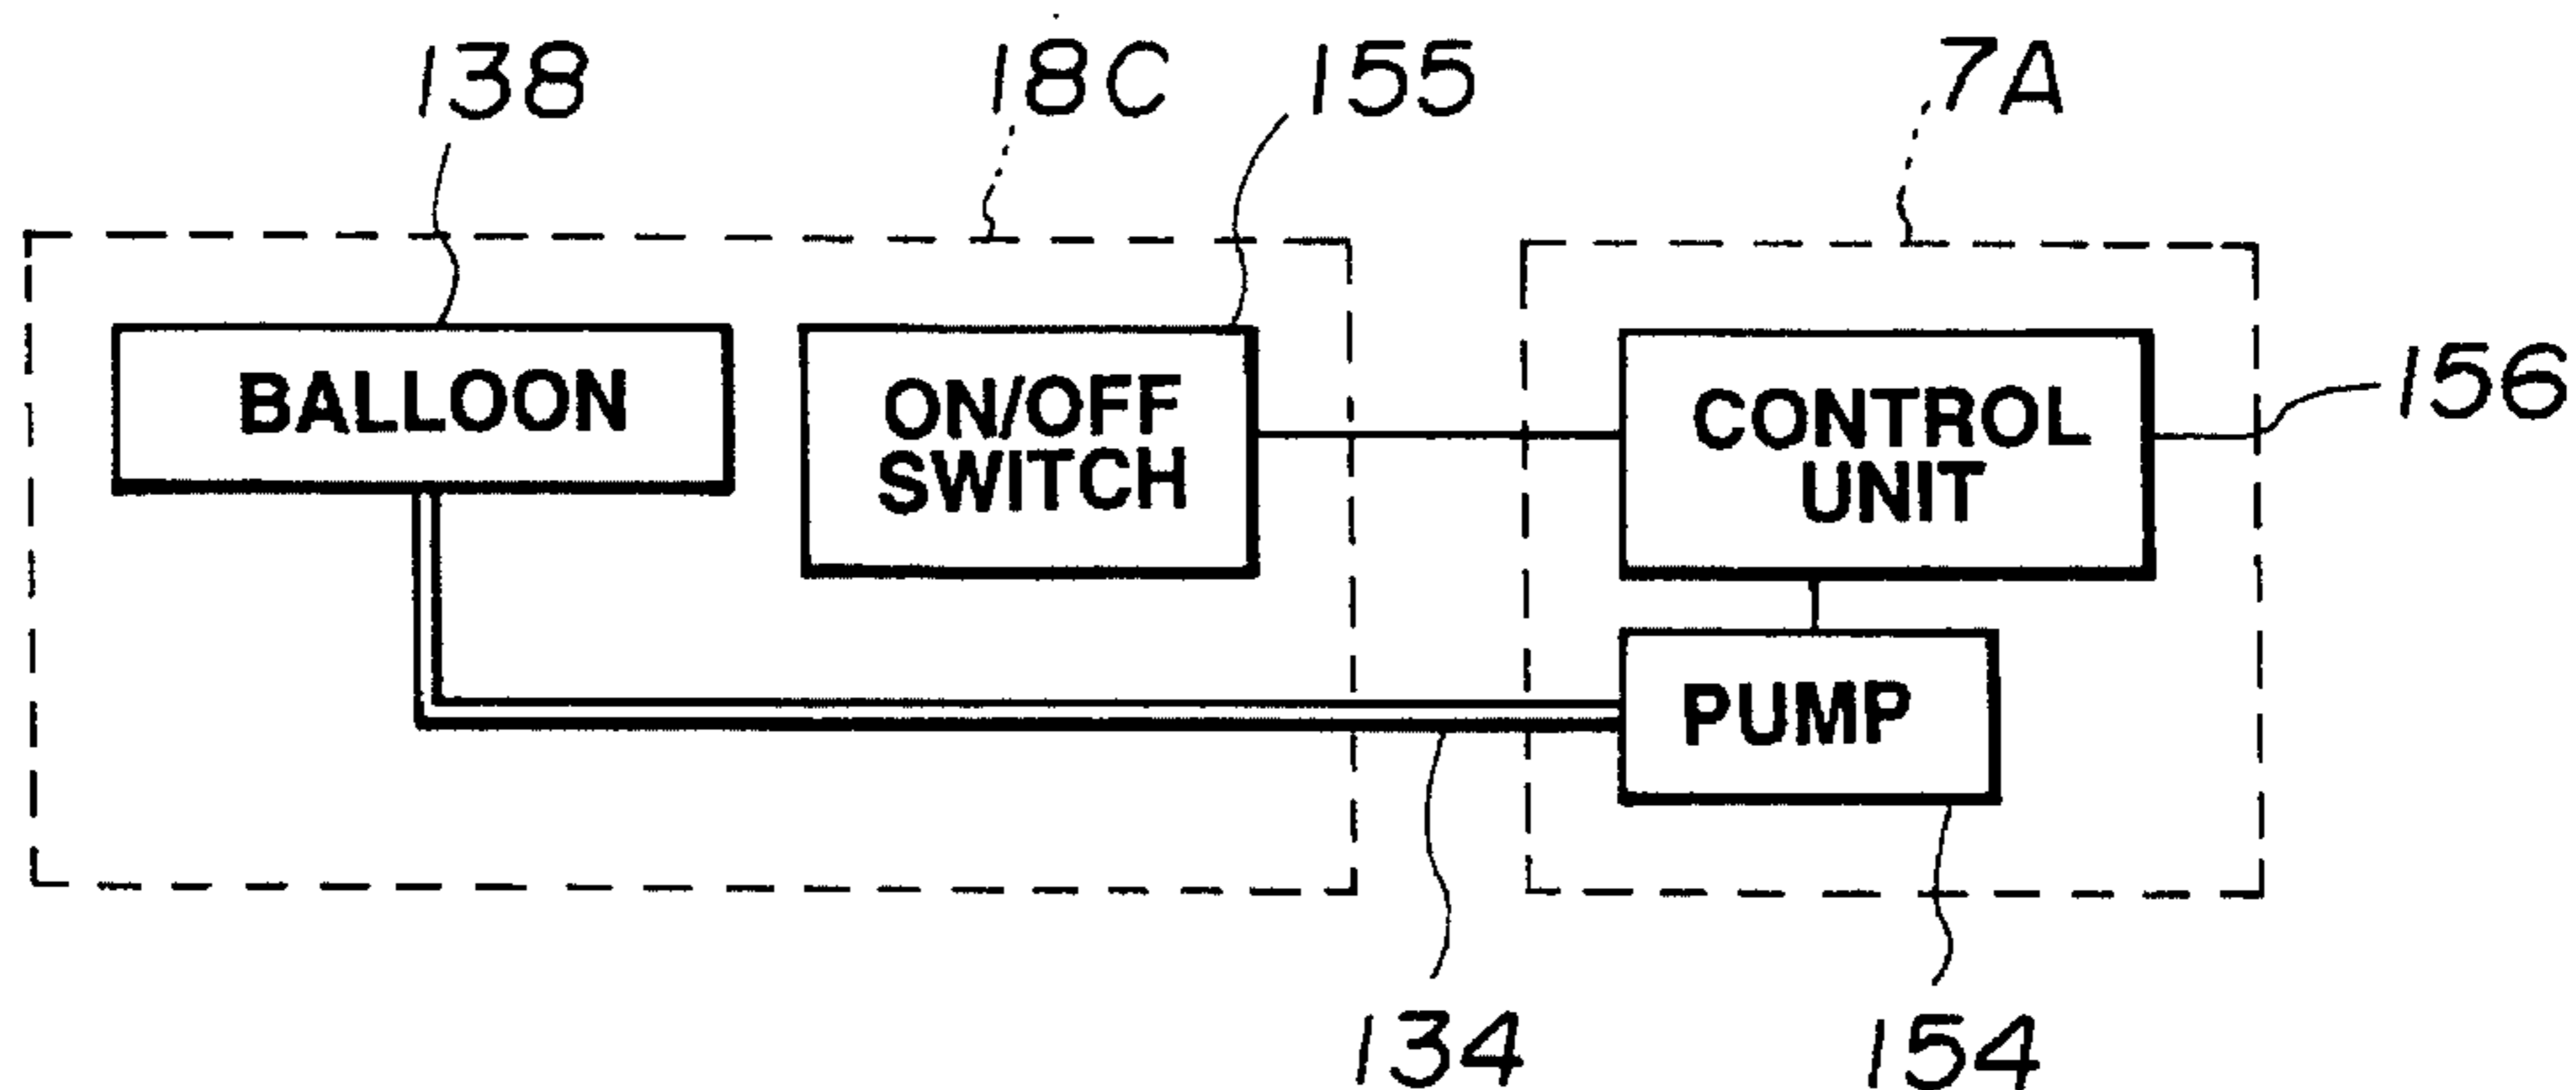 138
18C
155
7A
BALLOON
ON/OFF
SWITCH
CONTROL
UNIT
156
PUMP
134
154